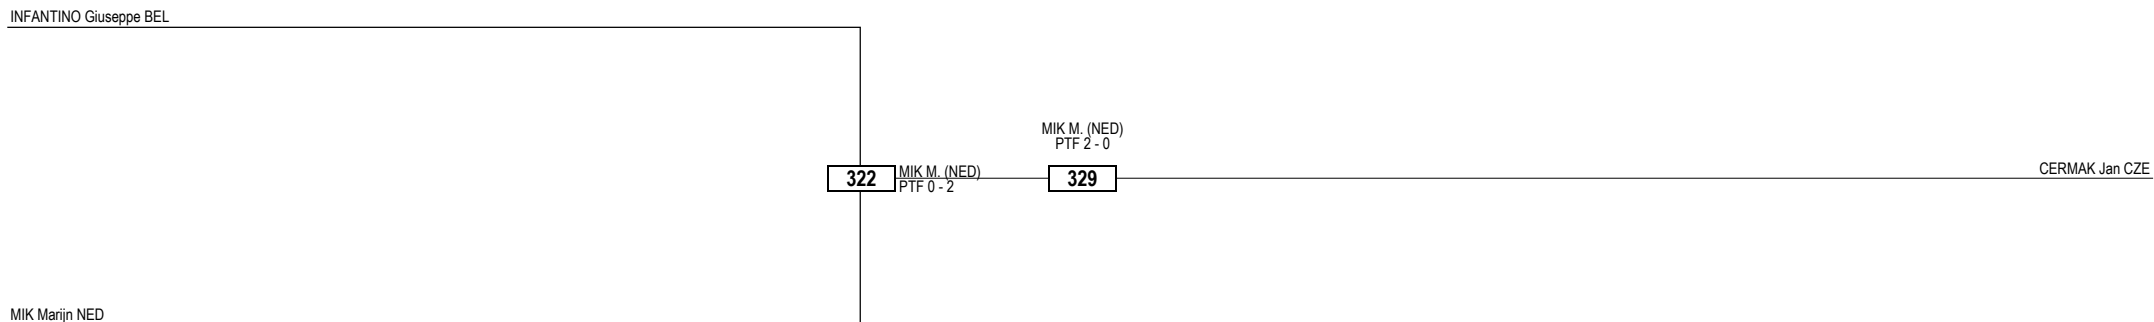 INFANTINO Giuseppe BEL
MIK M. (NED)
PTF 2 - 0
322
MIK M. (NED)
PTF 0 - 2
329
CERMAK Jan CZE
MIK Marijn NED